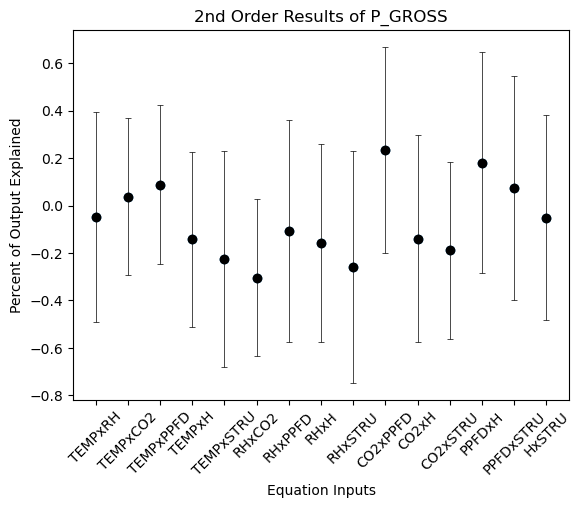 2nd Order Results of P_GROSS
Percent of Output Explained
0.6
0.4
0.2
0.0
−0.2
−0.4
−0.6
−0.8
TEMPxRH
TEMPxCO2
TEMPxPPFD
TEMPxH
TEMPxSTRU
RHxCO2
RHxPPFD
RHxH
RHxSTRU
CO2xPPFD
CO2xH
CO2xSTRU
PPFDxH
PPFDxSTRU
HxSTRU
Equation Inputs